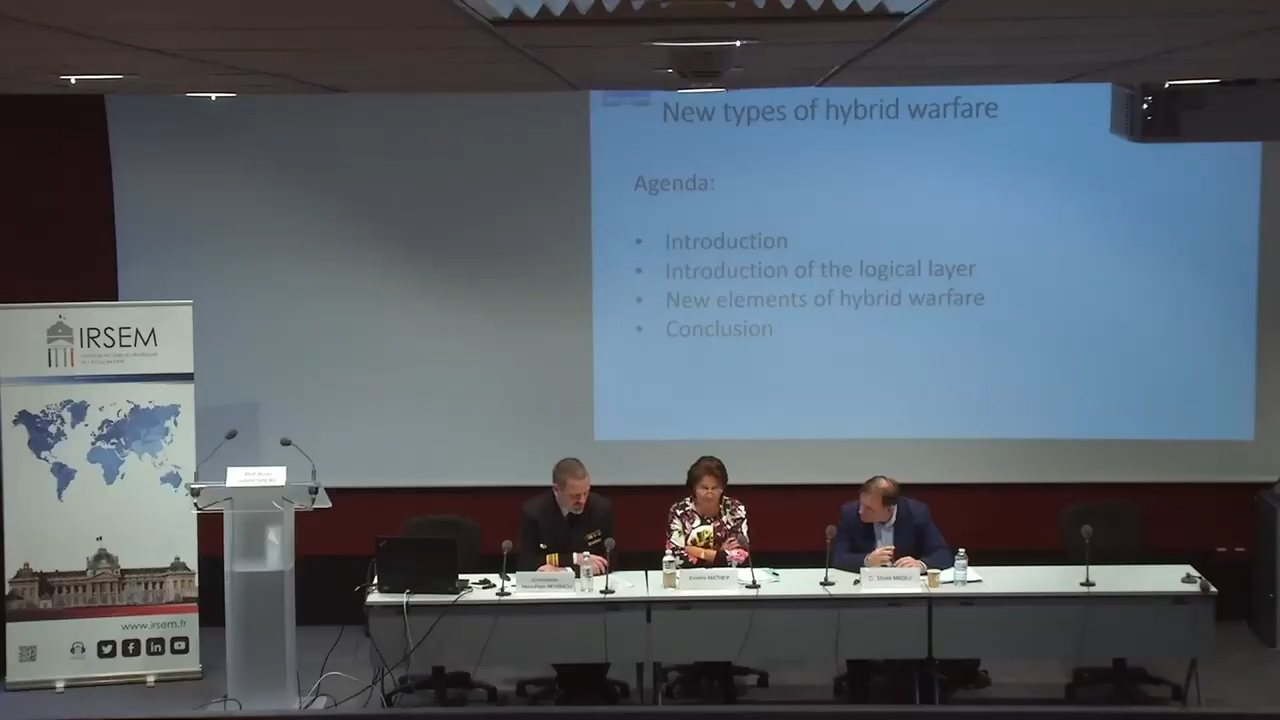 New types of hybrid warfare
Agenda:
• Introduction
• Introduction of the logical layer
• New elements of hybrid warfare
• Conclusion
IRSEM
www.irsem.fr